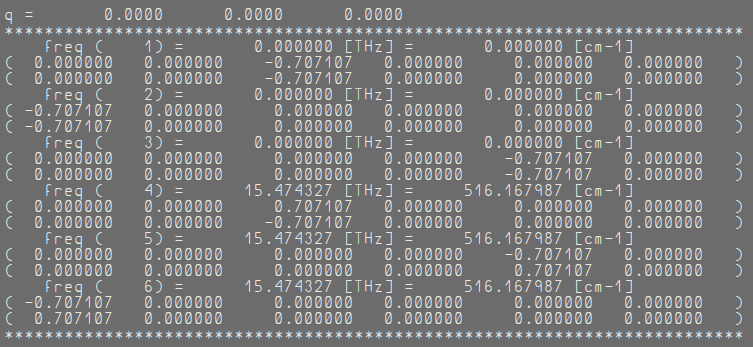 q =       0.0000      0.0000      0.0000
**************************************************************************
    freq (    1) =       0.000000 [THz] =       0.000000 [cm-1]
(  0.000000   0.000000    -0.707107   0.000000     0.000000   0.000000   )
(  0.000000   0.000000    -0.707107   0.000000     0.000000   0.000000   )
    freq (    2) =       0.000000 [THz] =       0.000000 [cm-1]
( -0.707107   0.000000     0.000000   0.000000     0.000000   0.000000   )
( -0.707107   0.000000     0.000000   0.000000     0.000000   0.000000   )
    freq (    3) =       0.000000 [THz] =       0.000000 [cm-1]
(  0.000000   0.000000     0.000000   0.000000    -0.707107   0.000000   )
(  0.000000   0.000000     0.000000   0.000000    -0.707107   0.000000   )
    freq (    4) =      15.474327 [THz] =     516.167987 [cm-1]
(  0.000000   0.000000     0.707107   0.000000     0.000000   0.000000   )
(  0.000000   0.000000    -0.707107   0.000000     0.000000   0.000000   )
    freq (    5) =      15.474327 [THz] =     516.167987 [cm-1]
(  0.000000   0.000000     0.000000   0.000000    -0.707107   0.000000   )
(  0.000000   0.000000     0.000000   0.000000     0.707107   0.000000   )
    freq (    6) =      15.474327 [THz] =     516.167987 [cm-1]
( -0.707107   0.000000     0.000000   0.000000     0.000000   0.000000   )
(  0.707107   0.000000     0.000000   0.000000     0.000000   0.000000   )
**************************************************************************